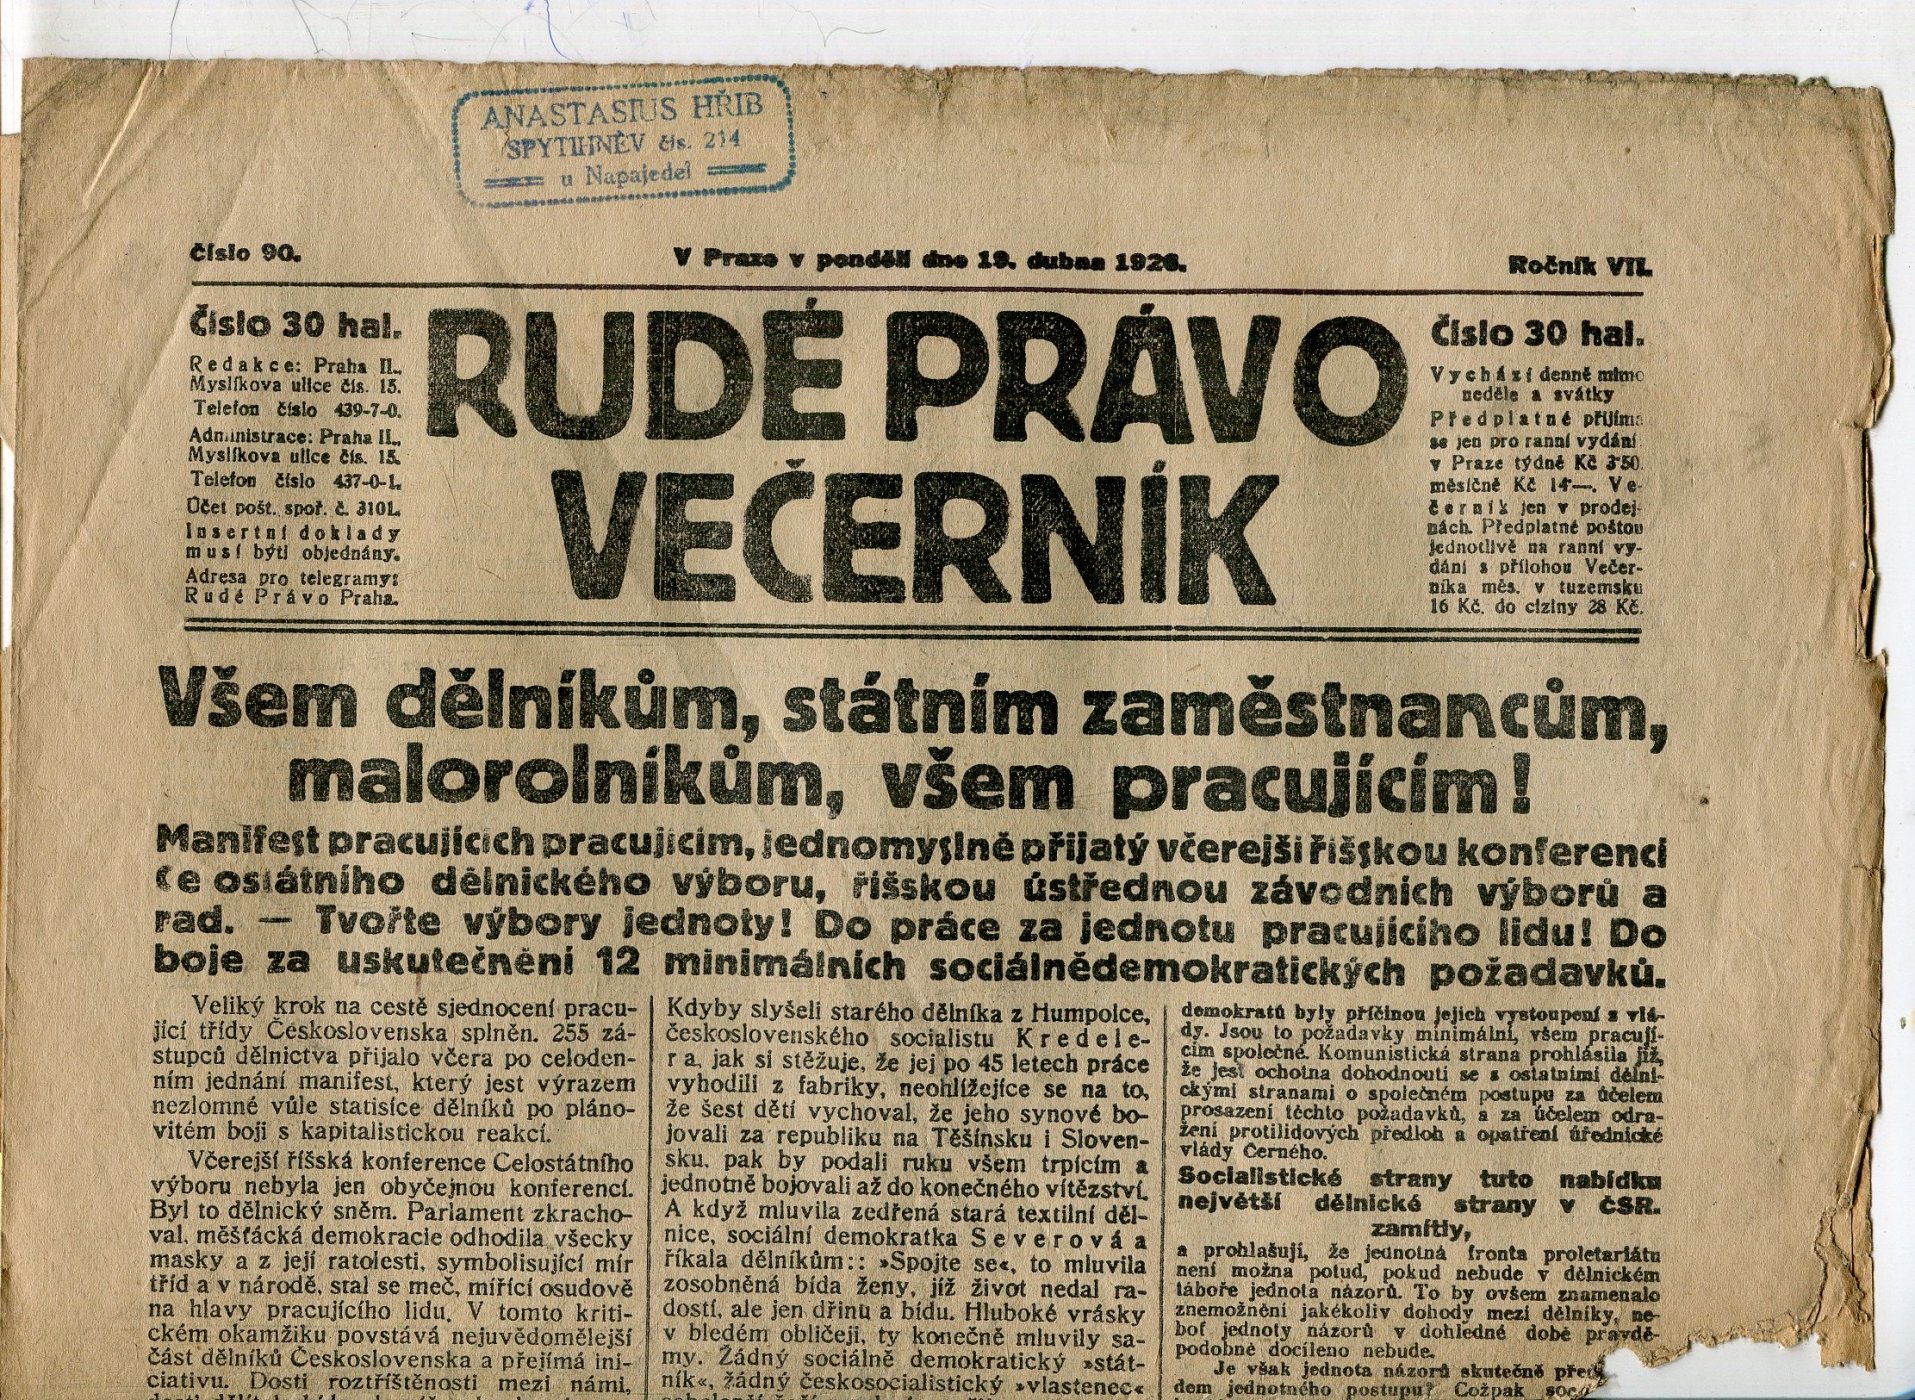 ANASTASIUS HŘIB
SPYTIHNĚV čís. 214
u Napajedel
Číslo 90.
V Praze v pondělí dne 19. dubna 1926.
Ročník VII.
Číslo 30 hal.
Redakce: Praha II.,
Myslíkova ulice čís. 15.
Telefon číslo 439-7-0.
Administrace: Praha II.,
Myslíkova ulice čís. 15.
Telefon číslo 437-0-1.
Účet pošt. spoř. č. 3101.
Insertní doklady
musí býti objednány.
Adresa pro telegramy:
Rudé Právo Praha.
RUDÉ PRÁVO
VEČERNÍK
Číslo 30 hal.
Vychází denně mimo
neděle a svátky
Předplatné přijímá
se jen pro ranní vydání
v Praze týdně Kč 3·50,
měsíčně Kč 14—. Ve-
černík jen v prodej-
nách. Předplatné poštou
jednotlivě na ranní vy-
dání s přílohou Večer-
níka měs. v tuzemsku
16 Kč. do ciziny 28 Kč.
Všem dělníkům, státním zaměstnancům,
malorolníkům, všem pracujícím!
Manifest pracujících pracujícím, jednomyslně přijatý včerejší říšskou konferencí
Celostátního dělnického výboru, říšskou ústřednou závodních výborů a
rad. — Tvořte výbory jednoty! Do práce za jednotu pracujícího lidu! Do
boje za uskutečnění 12 minimálních sociálnědemokratických požadavků.
Veliký krok na cestě sjednocení pracu-
jící třídy Československa splněn. 255 zá-
stupců dělnictva přijalo včera po celoden-
ním jednání manifest, který jest výrazem
nezlomné vůle statisíce dělníků po pláno-
vitém boji s kapitalistickou reakcí.
Včerejší říšská konference Celostátního
výboru nebyla jen obyčejnou konferencí.
Byl to dělnický sněm. Parlament zkracho-
val, měšťácká demokracie odhodila všecky
masky a z její ratolesti, symbolisující mír
tříd a v národě, stal se meč, mířící osudově
na hlavy pracujícího lidu. V tomto kriti-
ckém okamžiku povstává nejuvědomělejší
část dělníků Československa a přejímá ini-
ciativu. Dosti roztříštěnosti mezi námi,
Kdyby slyšeli starého dělníka z Humpolce,
československého socialistu Kredele-
ra, jak si stěžuje, že jej po 45 letech práce
vyhodili z fabriky, neohlížejíce se na to,
že šest dětí vychoval, že jeho synové bo-
jovali za republiku na Těšínsku i Sloven-
sku, pak by podali ruku všem trpícím a
jednotně bojovali až do konečného vítězství.
A když mluvila zedřená stará textilní děl-
nice, sociální demokratka Severová a
říkala dělníkům:: »Spojte se«, to mluvila
zosobněná bída ženy, jíž život nedal ra-
dostí, ale jen dřinu a bídu. Hluboké vrásky
v bledém obličeji, ty konečně mluvily sa-
my. Žádný sociálně demokratický »stát-
ník«, žádný českosocialistický »vlastenec«
demokratů byly příčinou jejich vystoupení z vlá-
dy. Jsou to požadavky minimální, všem pracují-
cím společné. Komunistická strana prohlásila již,
že jest ochotna dohodnouti se s ostatními dělni-
ckými stranami o společném postupu za účelem
prosazení těchto požadavků, a za účelem odra-
žení protilidových předloh a opatření úřednické
vlády Černého.
Socialistické strany tuto nabídku
největší dělnické strany v ČSR.
zamítly,
a prohlašují, že jednotná fronta proletariátu
není možna potud, pokud nebude v dělnickém
táboře jednota názorů. To by ovšem znamenalo
znemožnění jakékoliv dohody mezi dělníky, ne-
boť jednoty názorů v dohledné době pravdě-
podobně docíleno nebude.
Je však jednota názorů skutečně
dem jednotného postupu? Cožpak